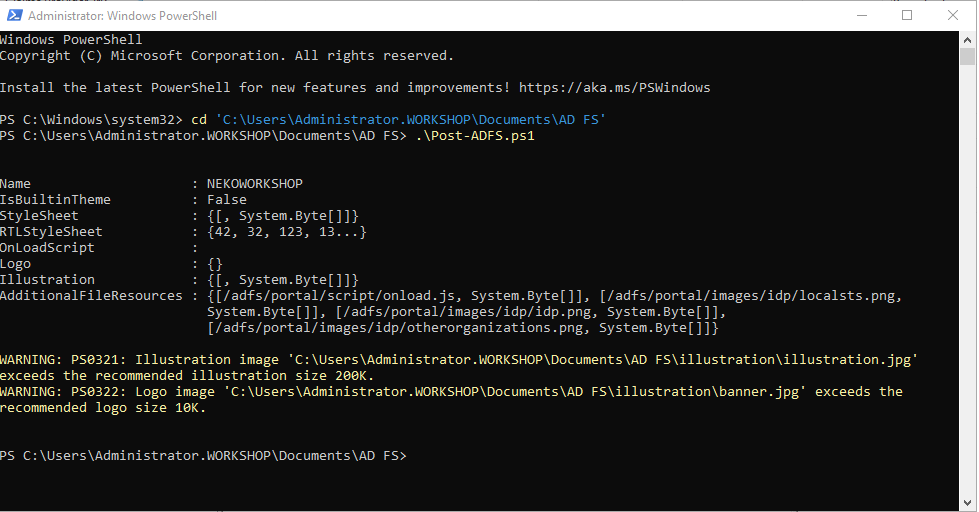 Administrator: Windows PowerShell
Windows PowerShell
Copyright (C) Microsoft Corporation. All rights reserved.
Install the latest PowerShell for new features and improvements! https://aka.ms/PSWindows
PS C:\Windows\system32> cd 'C:\Users\Administrator.WORKSHOP\Documents\AD FS'
PS C:\Users\Administrator.WORKSHOP\Documents\AD FS> .\Post-ADFS.ps1
Name                    : NEKOWORKSHOP
IsBuiltinTheme          : False
StyleSheet              : {[, System.Byte[]]}
RTLStyleSheet           : {42, 32, 123, 13...}
OnLoadScript            :
Logo                    : {}
Illustration            : {[, System.Byte[]]}
AdditionalFileResources : {[/adfs/portal/script/onload.js, System.Byte[]], [/adfs/portal/images/idp/localsts.png,
System.Byte[]], [/adfs/portal/images/idp/idp.png, System.Byte[]],
[/adfs/portal/images/idp/otherorganizations.png, System.Byte[]]}
WARNING: PS0321: Illustration image 'C:\Users\Administrator.WORKSHOP\Documents\AD FS\illustration\illustration.jpg'
exceeds the recommended illustration size 200K.
WARNING: PS0322: Logo image 'C:\Users\Administrator.WORKSHOP\Documents\AD FS\illustration\banner.jpg' exceeds the
recommended logo size 10K.
PS C:\Users\Administrator.WORKSHOP\Documents\AD FS>